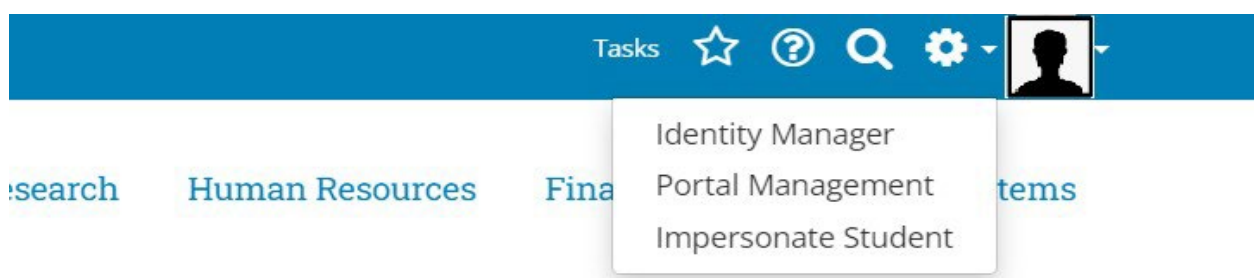 Tasks
Identity Manager
Portal Management
Impersonate Student
esearch Human Resources Fina tems